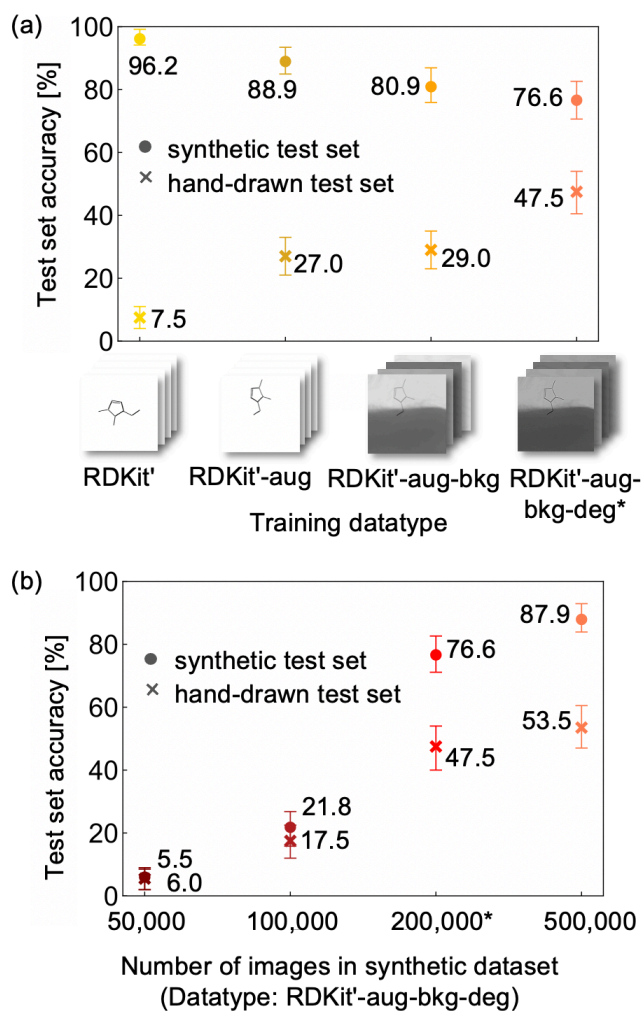 (a)
Test set accuracy [%]
100
80
60
40
20
0
96.2
88.9
80.9
76.6
synthetic test set
hand-drawn test set
47.5
27.0
29.0
7.5
RDKit'
RDKit'-aug
RDKit'-aug-bkg
RDKit'-aug-
bkg-deg*
Training datatype
(b)
Test set accuracy [%]
100
80
60
40
20
0
87.9
76.6
synthetic test set
hand-drawn test set
53.5
47.5
21.8
17.5
5.5
6.0
50,000
100,000
200,000*
500,000
Number of images in synthetic dataset
(Datatype: RDKit'-aug-bkg-deg)